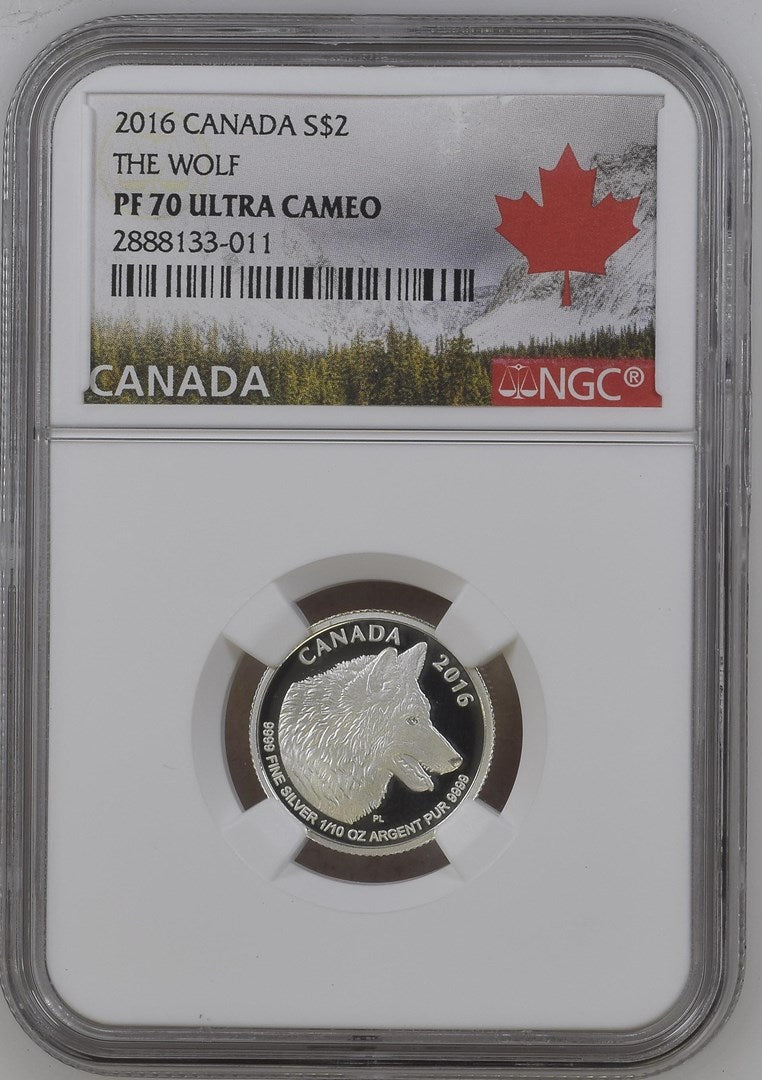 2016 CANADA S$2
THE WOLF
PF 70 ULTRA CAMEO
2888133-011
CANADA
NGC®
CANADA 2016
9999 FINE SILVER 1/10 OZ ARGENT PUR 9999
PL